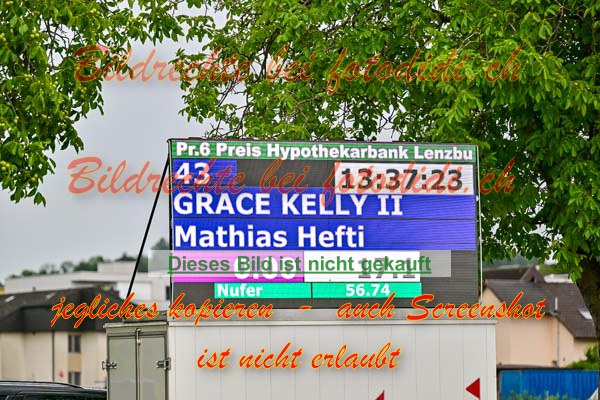 Bildrechte bei fotodidi.ch
Pr.6 Preis Hypothekarbank Lenzbu
43 13:37:23
Bildrechte bei fotodidi.ch
GRACE KELLY II
Mathias Hefti
Dieses Bild ist nicht gekauft
Nufer 56.74
jegliches kopieren - auch Screenshot
ist nicht erlaubt